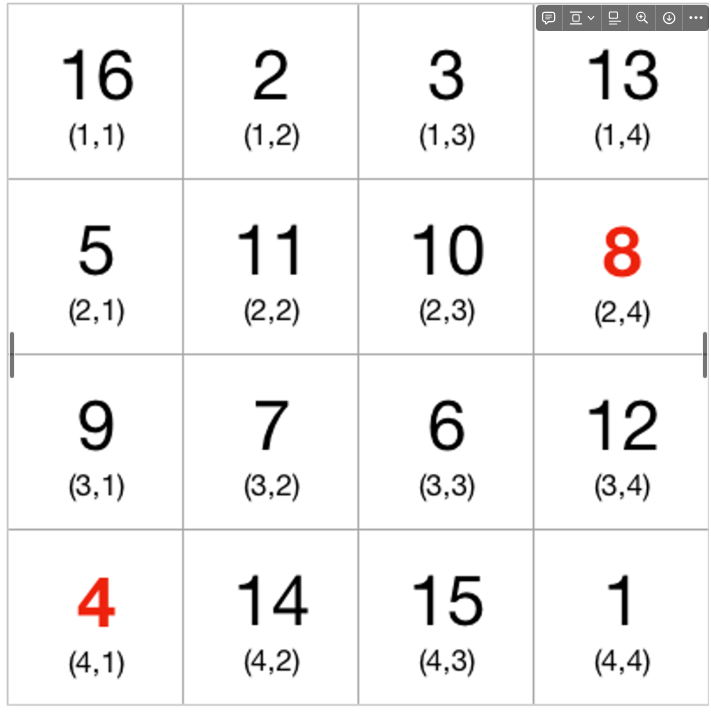 16 2 3 13
(1,1) (1,2) (1,3) (1,4)
5 11 10 8
(2,1) (2,2) (2,3) (2,4)
9 7 6 12
(3,1) (3,2) (3,3) (3,4)
4 14 15 1
(4,1) (4,2) (4,3) (4,4)